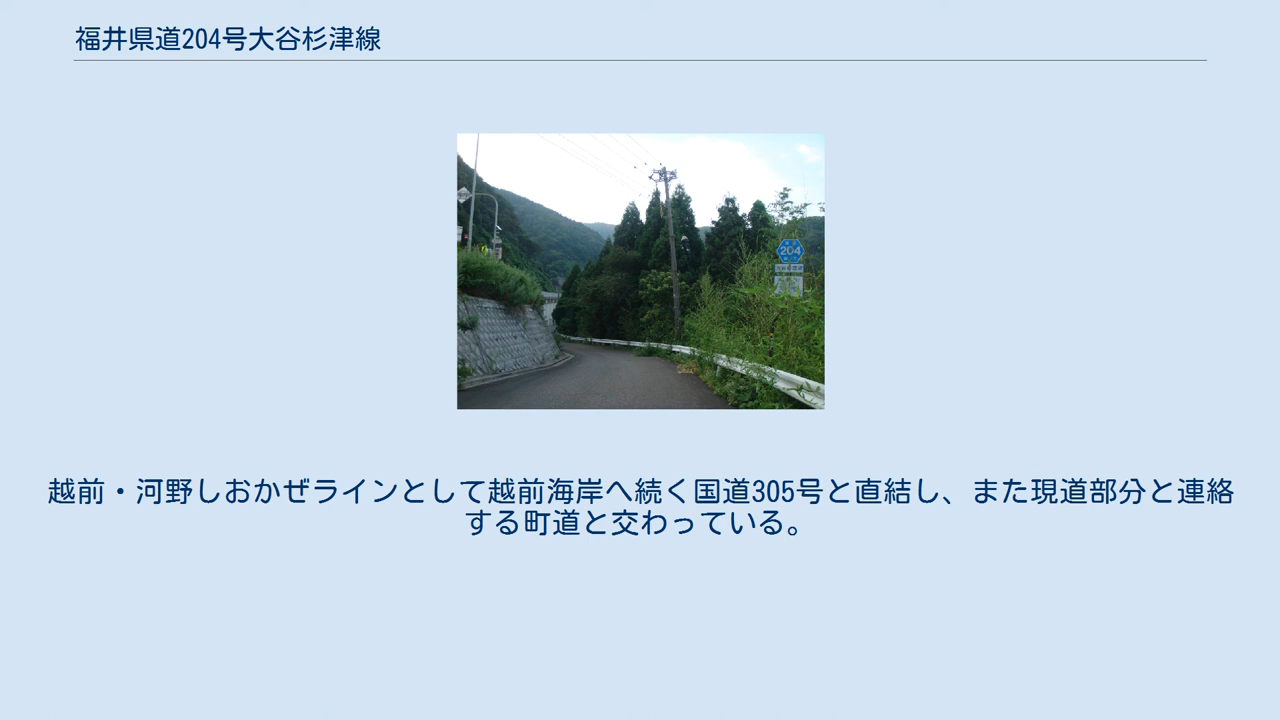 福井県道204号大谷杉津線
204
越前・河野しおかぜラインとして越前海岸へ続く国道305号と直結し、また現道部分と連絡
する町道と交わっている。